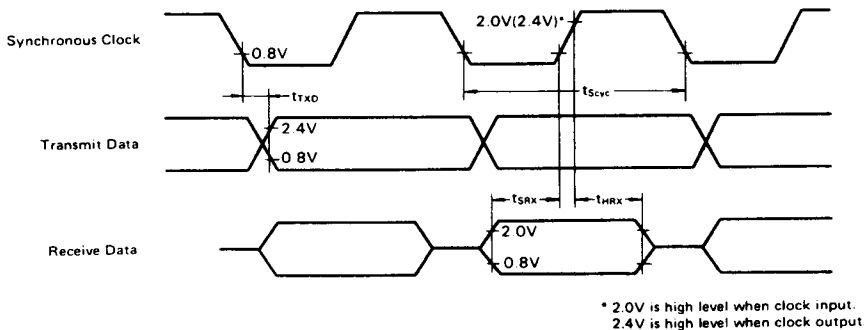 Synchronous Clock
0.8V
2.0V(2.4V)*
tScyc
tTXD
Transmit Data
2.4V
0.8V
tSRX
tHRX
Receive Data
2.0V
0.8V
* 2.0V is high level when clock input.
2.4V is high level when clock output